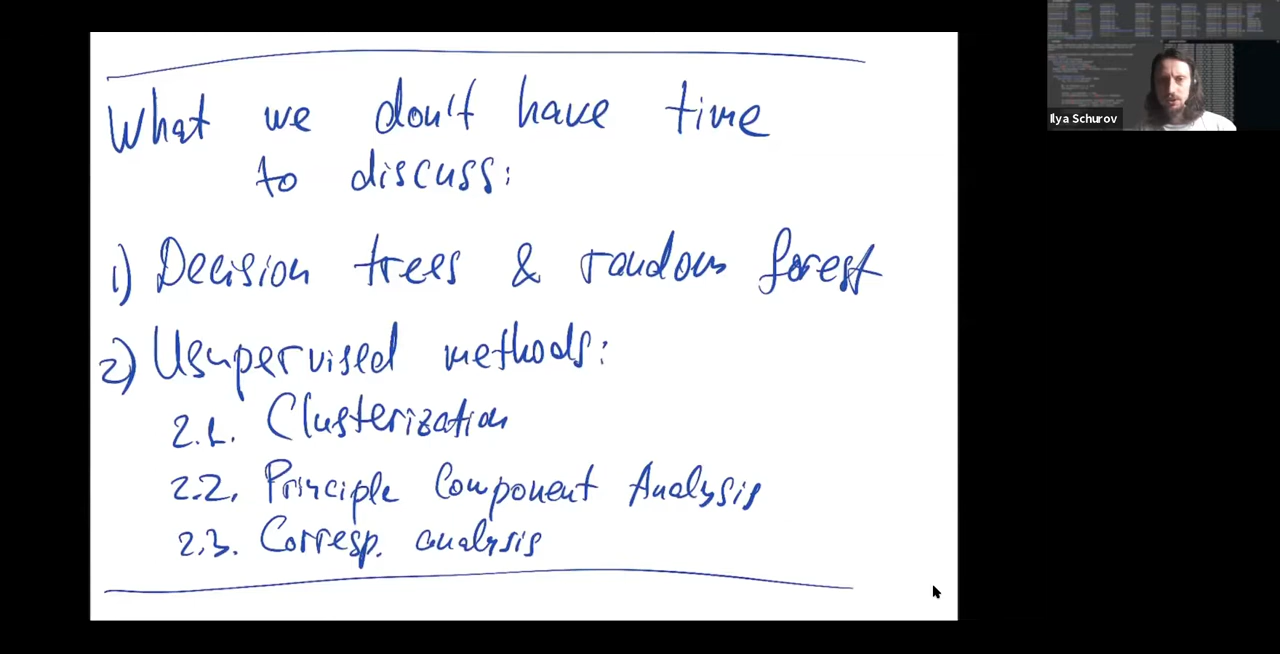 What we don't have time
to discuss:
1) Decision trees & random forest
2) Usupervised methods:
2.1. Clusterization
2.2. Principle Component Analysis
2.3. Corresp. analysis
Ilya Schurov